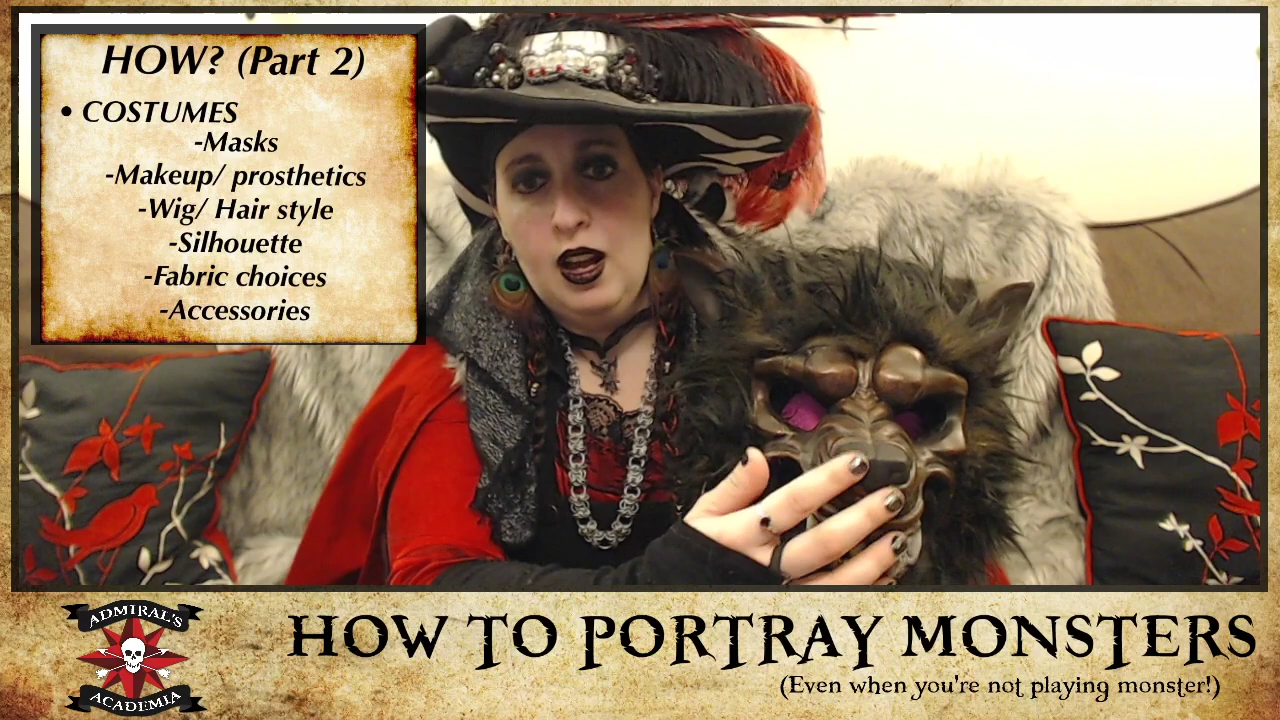 HOW? (Part 2)
• COSTUMES
-Masks
-Makeup/ prosthetics
-Wig/ Hair style
-Silhouette
-Fabric choices
-Accessories
ADMIRAL'S
ACADEMIA
HOW TO PORTRAY MONSTERS
(Even when you're not playing monster!)